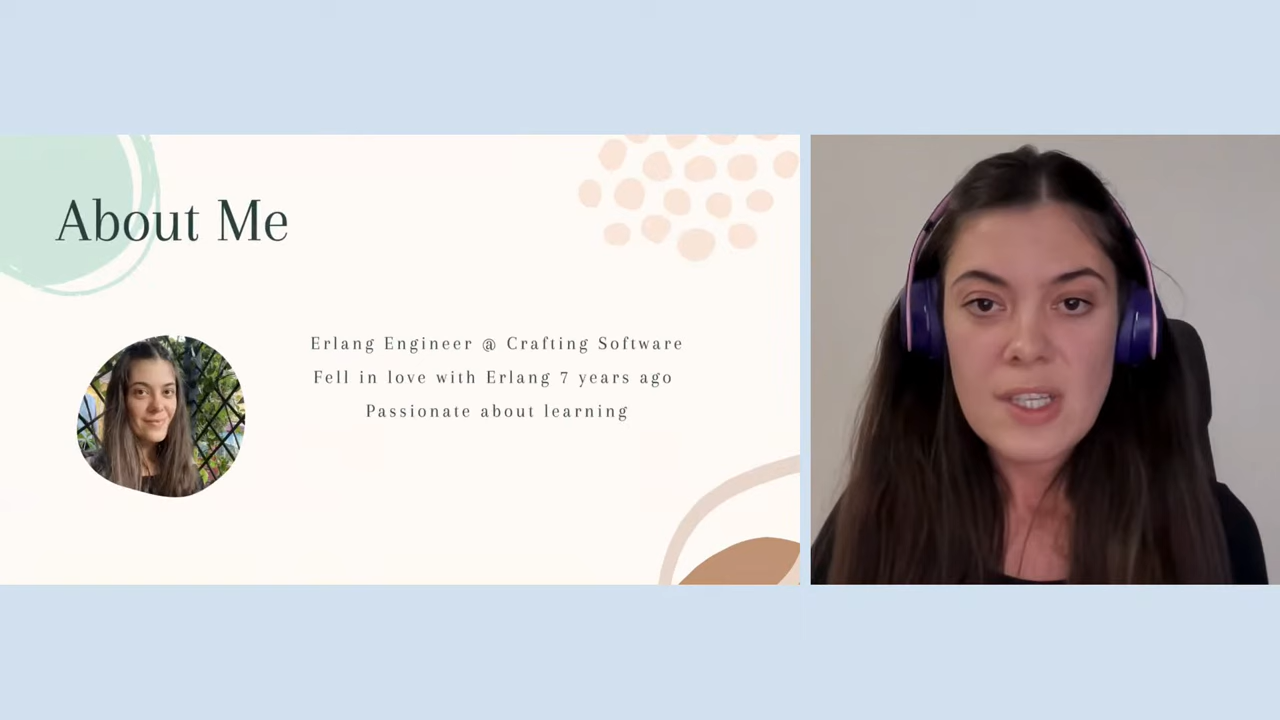 About Me
Erlang Engineer @ Crafting Software
Fell in love with Erlang 7 years ago
Passionate about learning